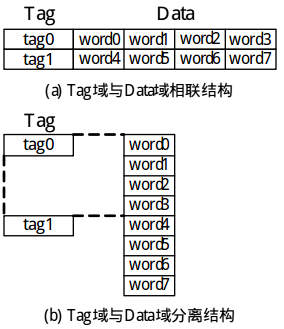 Tag Data
tag0 word0 word1 word2 word3
tag1 word4 word5 word6 word7
(a) Tag域与Data域相联结构
Tag
tag0 word0
word1
word2
word3
tag1 word4
word5
word6
word7
(b) Tag域与Data域分离结构